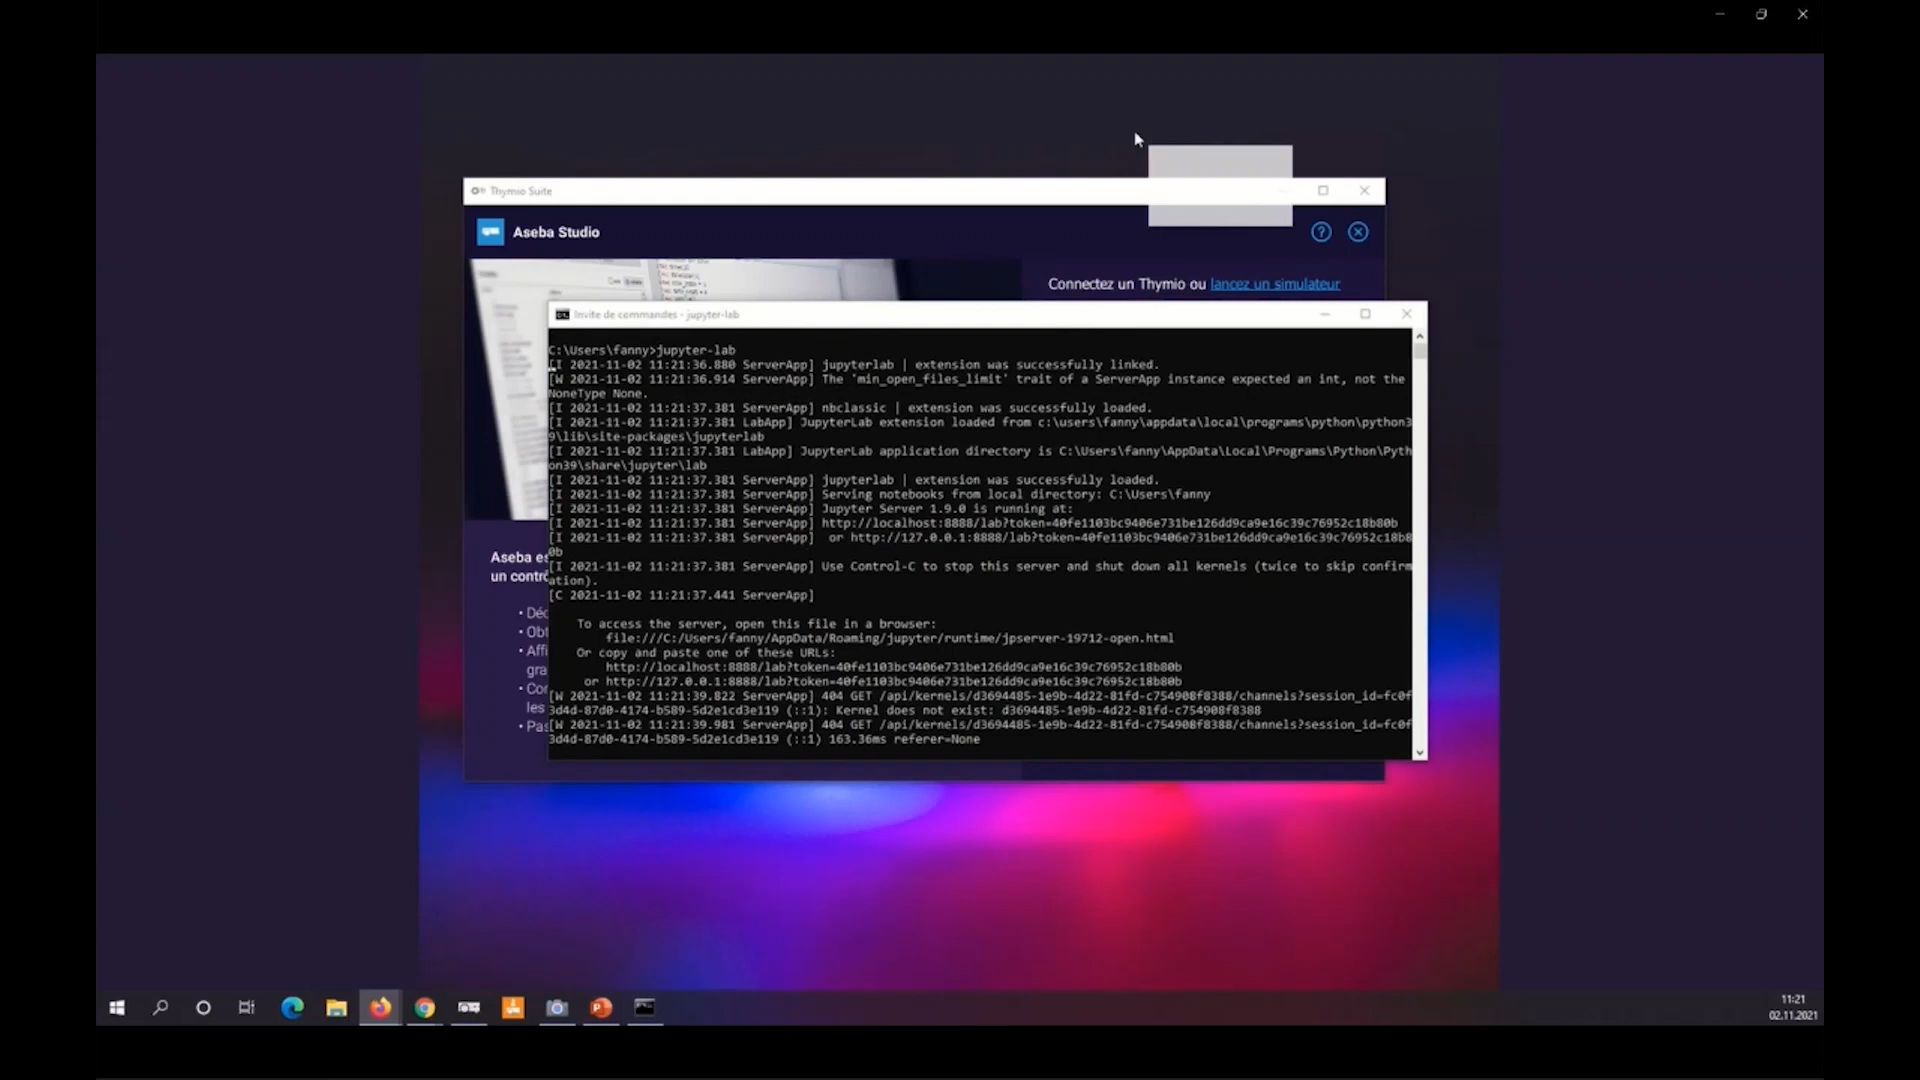 Thymio Suite
Aseba Studio
Connectez un Thymio ou lancez un simulateur
Invite de commandes - jupyter-lab
C:\Users\fanny>jupyter-lab
[I 2021-11-02 11:21:36.880 ServerApp] jupyterlab | extension was successfully linked.
[W 2021-11-02 11:21:36.914 ServerApp] The 'min_open_files_limit' trait of a ServerApp instance expected an int, not the
NoneType None.
[I 2021-11-02 11:21:37.381 ServerApp] nbclassic | extension was successfully loaded.
[I 2021-11-02 11:21:37.381 LabApp] JupyterLab extension loaded from c:\users\fanny\appdata\local\programs\python\python3
9\lib\site-packages\jupyterlab
[I 2021-11-02 11:21:37.381 LabApp] JupyterLab application directory is C:\Users\fanny\AppData\Local\Programs\Python\Pyth
on39\share\jupyter\lab
[I 2021-11-02 11:21:37.381 ServerApp] jupyterlab | extension was successfully loaded.
[I 2021-11-02 11:21:37.381 ServerApp] Serving notebooks from local directory: C:\Users\fanny
[I 2021-11-02 11:21:37.381 ServerApp] Jupyter Server 1.9.0 is running at:
[I 2021-11-02 11:21:37.381 ServerApp] http://localhost:8888/lab?token=40fe1103bc9406e731be126dd9ca9e16c39c76952c18b80b
[I 2021-11-02 11:21:37.381 ServerApp]  or http://127.0.0.1:8888/lab?token=40fe1103bc9406e731be126dd9ca9e16c39c76952c18b8
0b
[I 2021-11-02 11:21:37.381 ServerApp] Use Control-C to stop this server and shut down all kernels (twice to skip confirm
ation).
[C 2021-11-02 11:21:37.441 ServerApp]
To access the server, open this file in a browser:
file:///C:/Users/fanny/AppData/Roaming/jupyter/runtime/jpserver-19712-open.html
Or copy and paste one of these URLs:
http://localhost:8888/lab?token=40fe1103bc9406e731be126dd9ca9e16c39c76952c18b80b
or http://127.0.0.1:8888/lab?token=40fe1103bc9406e731be126dd9ca9e16c39c76952c18b80b
[W 2021-11-02 11:21:39.822 ServerApp] 404 GET /api/kernels/d3694485-1e9b-4d22-81fd-c754908f8388/channels?session_id=fc0f
3d4d-87d0-4174-b589-5d2e1cd3e119 (::1): Kernel does not exist: d3694485-1e9b-4d22-81fd-c754908f8388
[W 2021-11-02 11:21:39.981 ServerApp] 404 GET /api/kernels/d3694485-1e9b-4d22-81fd-c754908f8388/channels?session_id=fc0f
3d4d-87d0-4174-b589-5d2e1cd3e119 (::1) 163.36ms referer=None
Aseba es
un contrô
• Déc
• Obt
• Affi
gra
• Con
les
• Pas
11:21
02.11.2021